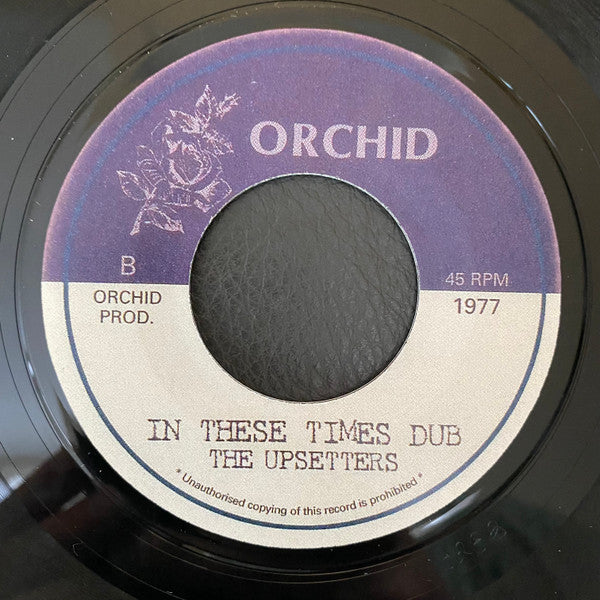 ORCHID
B
45 RPM
ORCHID
PROD.
1977
IN THESE TIMES DUB
THE UPSETTERS
* Unauthorised copying of this record is prohibited *